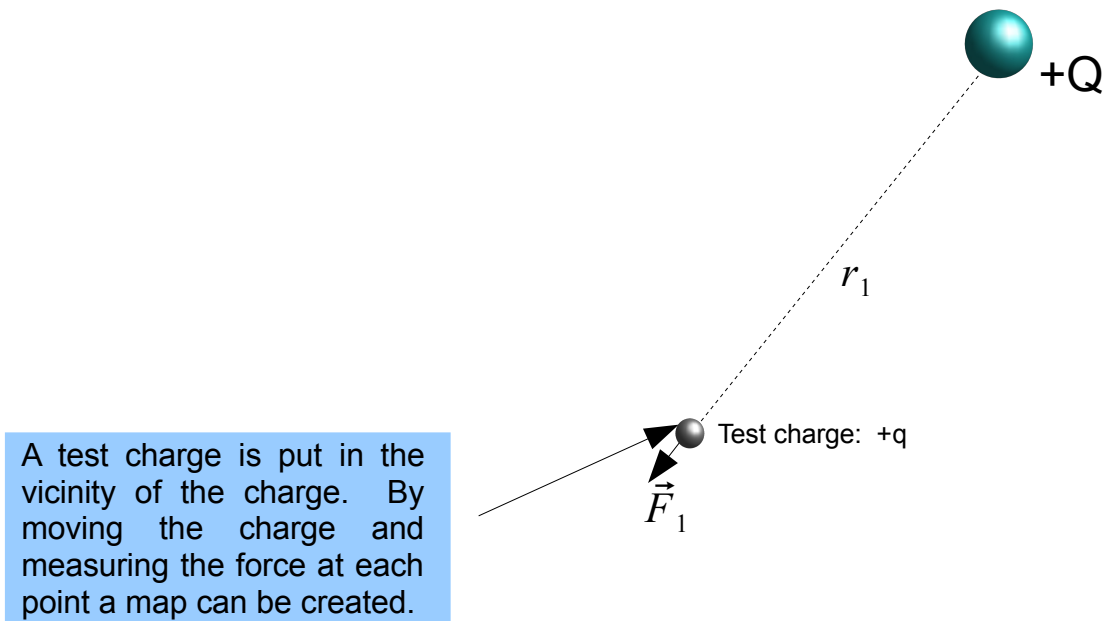 +Q
r1
Test charge: +q
F⃗1
A test charge is put in the
vicinity of the charge. By
moving the charge and
measuring the force at each
point a map can be created.